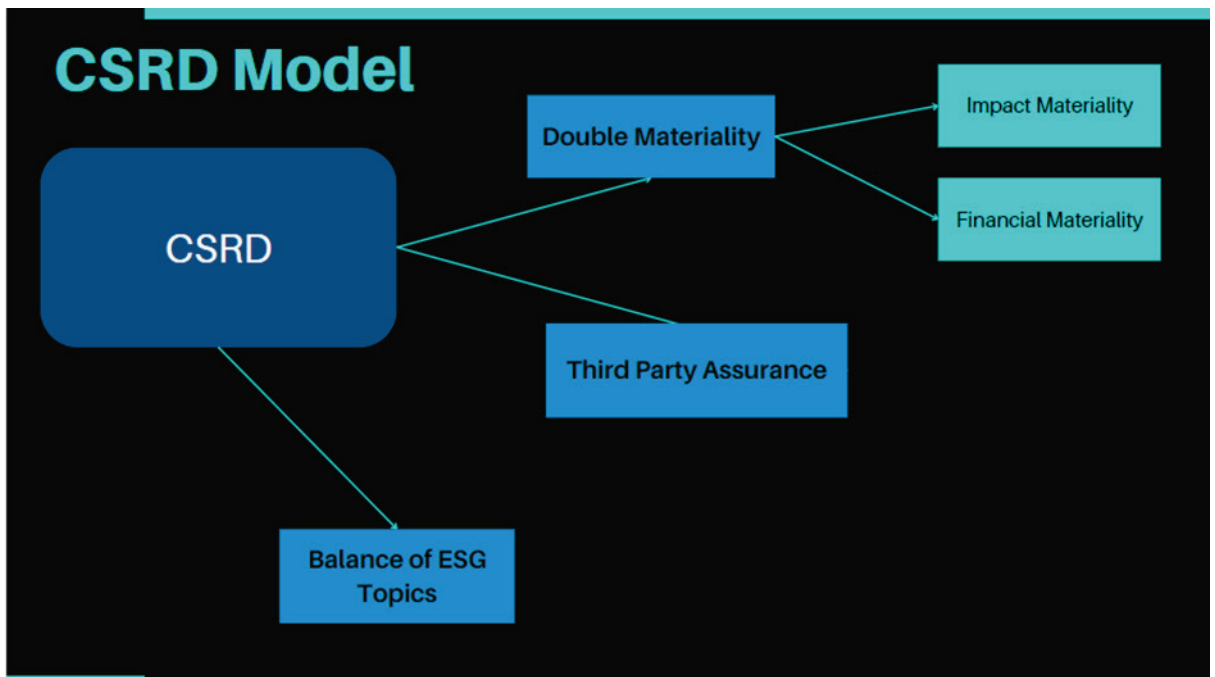 CSRD Model
CSRD
Double Materiality
Impact Materiality
Financial Materiality
Third Party Assurance
Balance of ESG
Topics